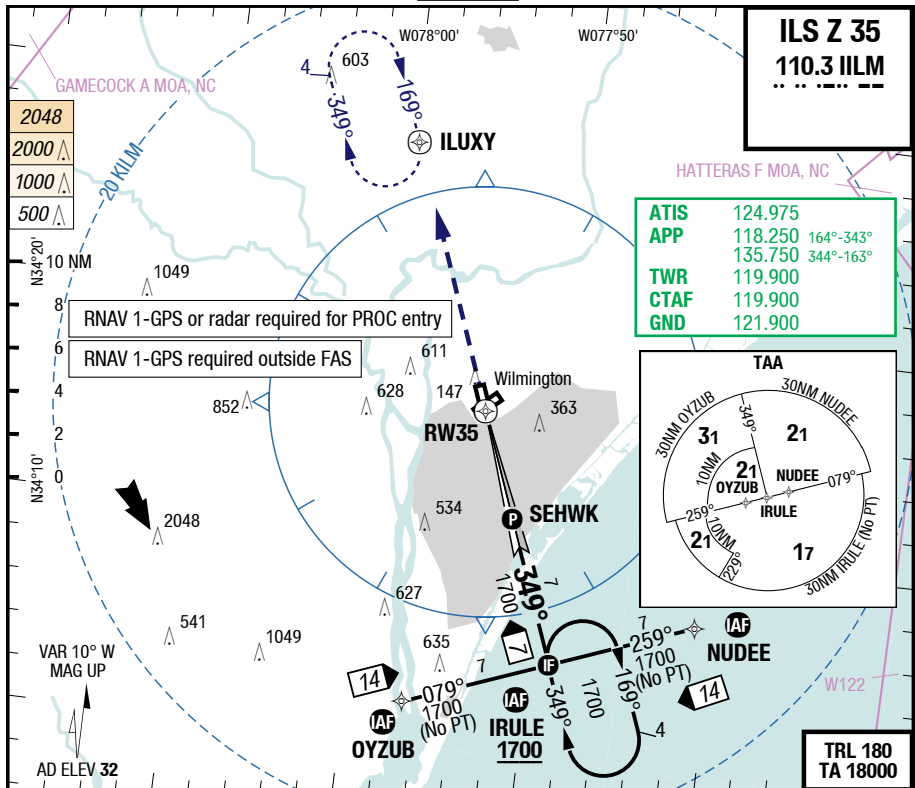 W078°00'
W077°50'
ILS Z 35
110.3 IILM
GAMECOCK A MOA, NC
603
4
349°
169°
ILUXY
2048
2000
1000
500
20 KILM
HATTERAS F MOA, NC
ATIS 124.975
APP 118.250 164°-343°
135.750 344°-163°
TWR 119.900
CTAF 119.900
GND 121.900
N34°20'
10 NM
8
6
4
2
0
N34°10'
1049
RNAV 1-GPS or radar required for PROC entry
RNAV 1-GPS required outside FAS
611
628
852
147
Wilmington
363
RW35
TAA
30NM OYZUB
30NM NUDEE
349°
31
21
10NM
21
OYZUB
NUDEE
079°
259°
IRULE
10NM
21
229°
17
30NM IRULE (No PT)
534
P
SEHWK
2048
349°
1700
7
627
541
1049
635
7
7
259°
1700
(No PT)
IAF
NUDEE
IF
14
079°
1700
(No PT)
7
14
IAF
OYZUB
IAF
IRULE
1700
349°
1700
169°
4
W122
VAR 10° W
MAG UP
AD ELEV 32
TRL 180
TA 18000